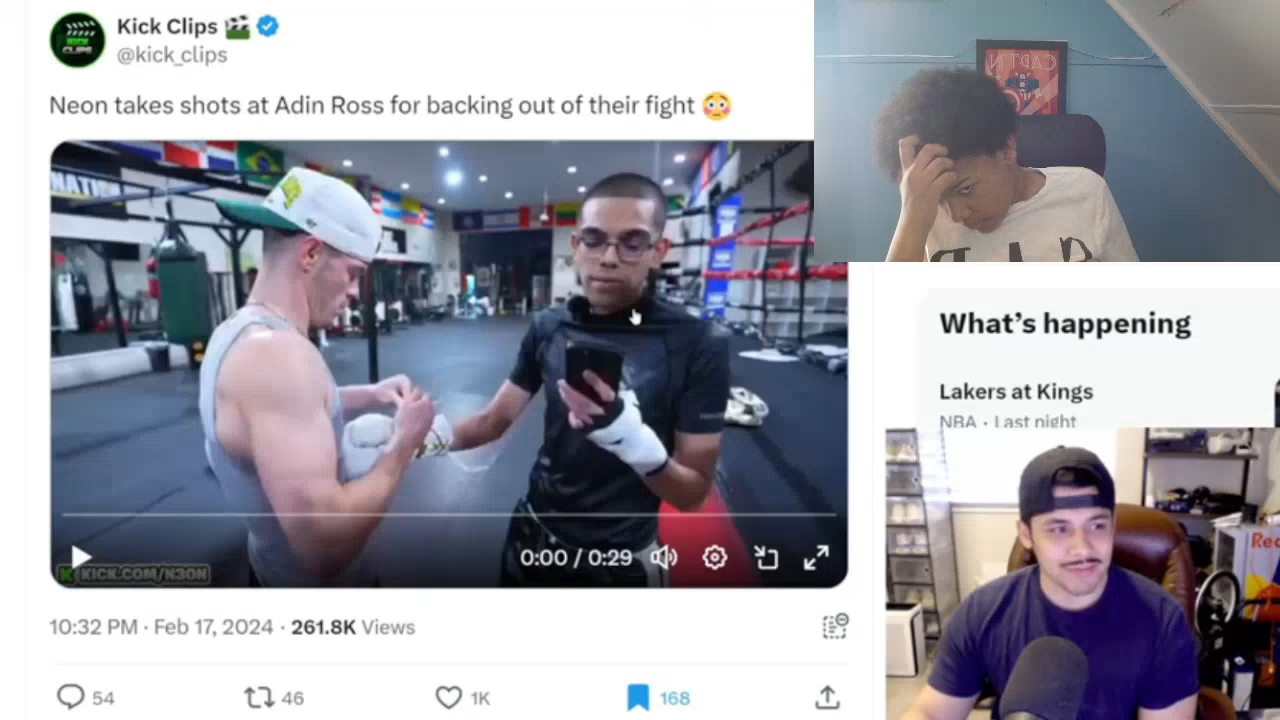 Kick Clips
@kick_clips
Neon takes shots at Adin Ross for backing out of their fight
KICK
CLIPS
0:00 / 0:29
KICK.COM/N3ON
10:32 PM · Feb 17, 2024 · 261.8K Views
54
46
1K
168
What's happening
Lakers at Kings
NBA · Last night